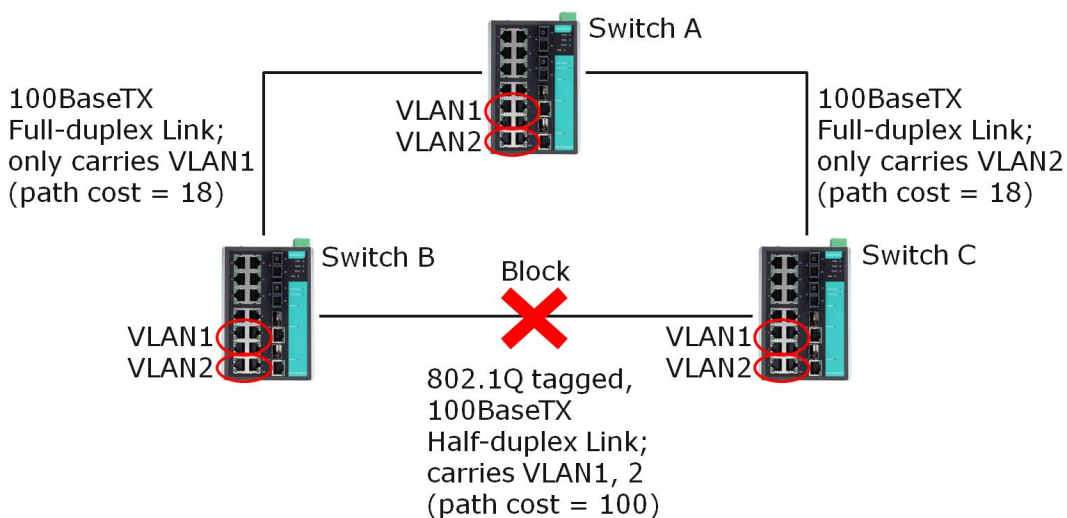 Switch A
100BaseTX
Full-duplex Link;
only carries VLAN1
(path cost = 18)
VLAN1
VLAN2
100BaseTX
Full-duplex Link;
only carries VLAN2
(path cost = 18)
Switch B
Block
Switch C
VLAN1
VLAN2
VLAN1
VLAN2
802.1Q tagged,
100BaseTX
Half-duplex Link;
carries VLAN1, 2
(path cost = 100)